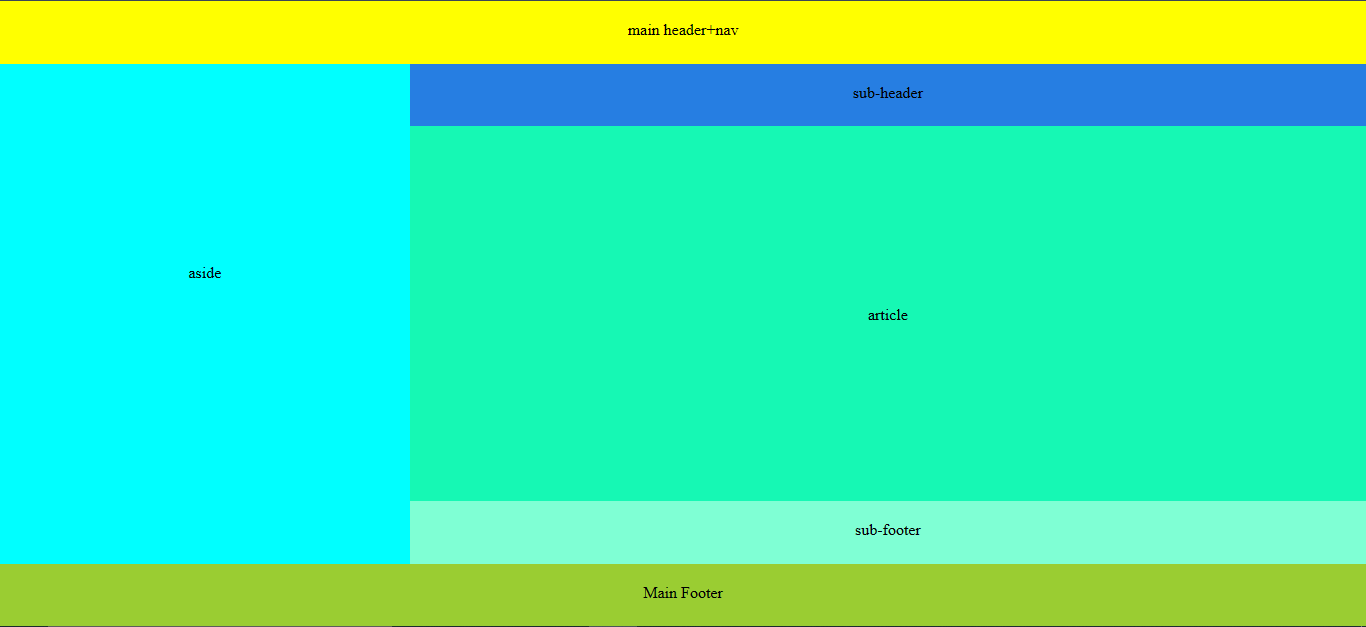 main header+nav
sub-header
aside
article
sub-footer
Main Footer